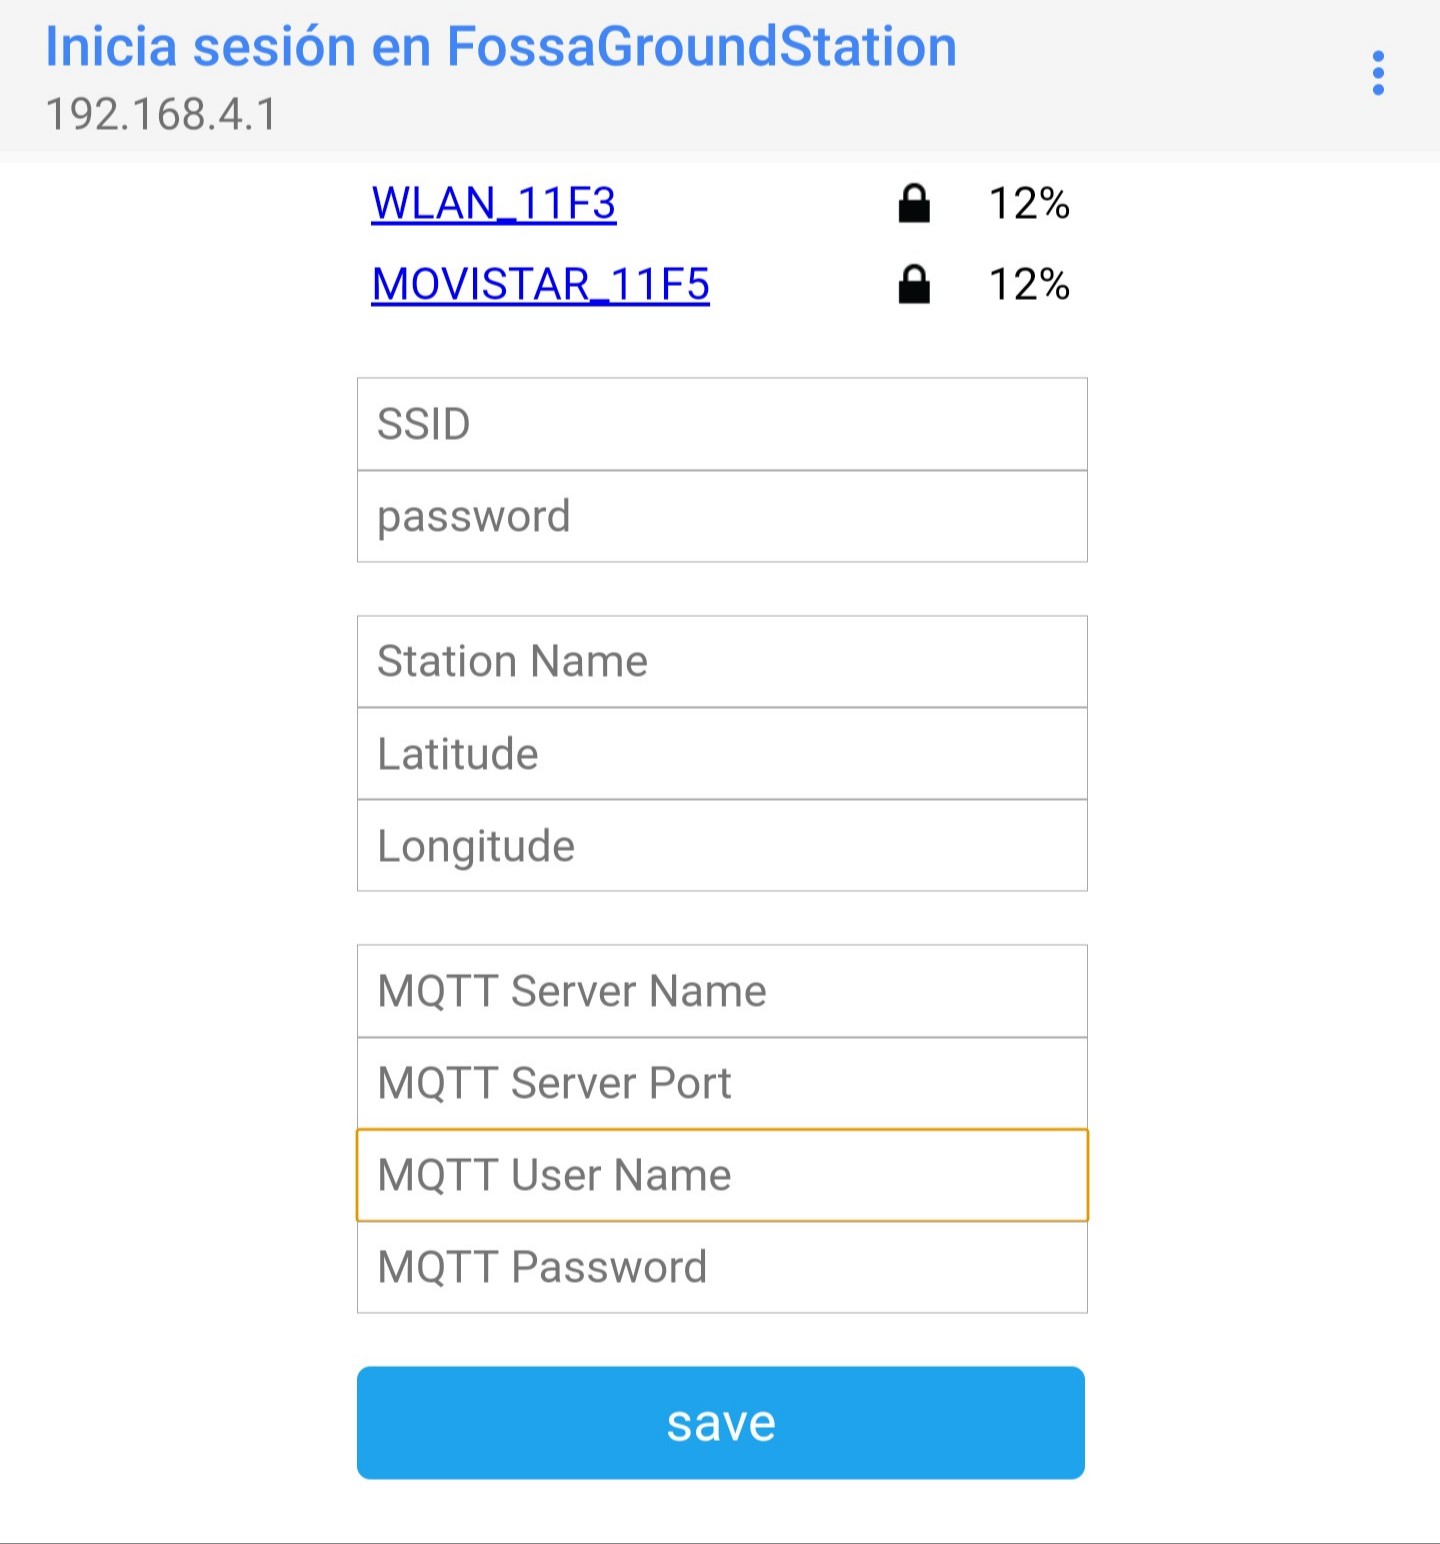 Inicia sesión en FossaGroundStation
192.168.4.1
WLAN_11F3 12%
MOVISTAR_11F5 12%
SSID
password
Station Name
Latitude
Longitude
MQTT Server Name
MQTT Server Port
MQTT User Name
MQTT Password
save